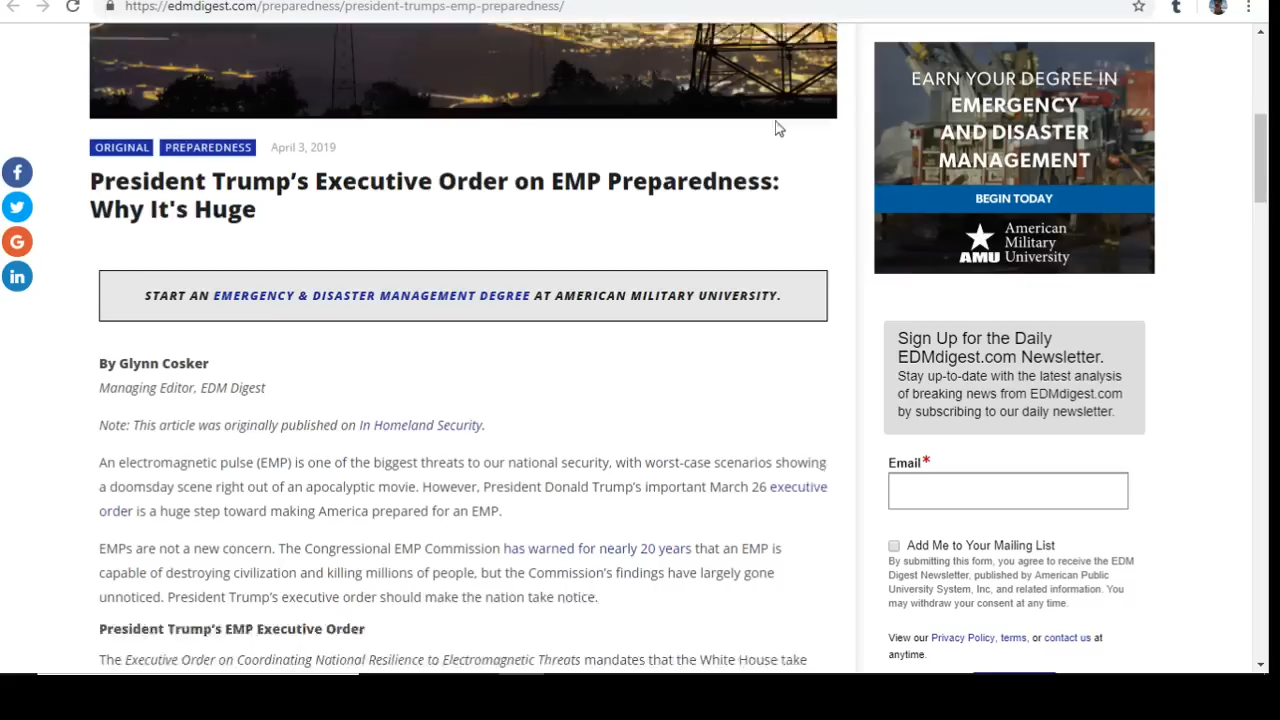 https://edmdigest.com/preparedness/president-trumps-emp-preparedness/
ORIGINAL PREPAREDNESS April 3, 2019
President Trump’s Executive Order on EMP Preparedness:
Why It's Huge
START AN EMERGENCY & DISASTER MANAGEMENT DEGREE AT AMERICAN MILITARY UNIVERSITY.
By Glynn Cosker
Managing Editor, EDM Digest
Note: This article was originally published on In Homeland Security.
An electromagnetic pulse (EMP) is one of the biggest threats to our national security, with worst-case scenarios showing
a doomsday scene right out of an apocalyptic movie. However, President Donald Trump’s important March 26 executive
order is a huge step toward making America prepared for an EMP.
EMPs are not a new concern. The Congressional EMP Commission has warned for nearly 20 years that an EMP is
capable of destroying civilization and killing millions of people, but the Commission’s findings have largely gone
unnoticed. President Trump’s executive order should make the nation take notice.
President Trump’s EMP Executive Order
The Executive Order on Coordinating National Resilience to Electromagnetic Threats mandates that the White House take
EARN YOUR DEGREE IN
EMERGENCY
AND DISASTER
MANAGEMENT
BEGIN TODAY
AMU
American
Military
University
Sign Up for the Daily
EDMdigest.com Newsletter.
Stay up-to-date with the latest analysis
of breaking news from EDMdigest.com
by subscribing to our daily newsletter.
Email*
Add Me to Your Mailing List
By submitting this form, you agree to receive the EDM
Digest Newsletter, published by American Public
University System, Inc, and related information. You
may withdraw your consent at any time.
View our Privacy Policy, terms, or contact us at
anytime.